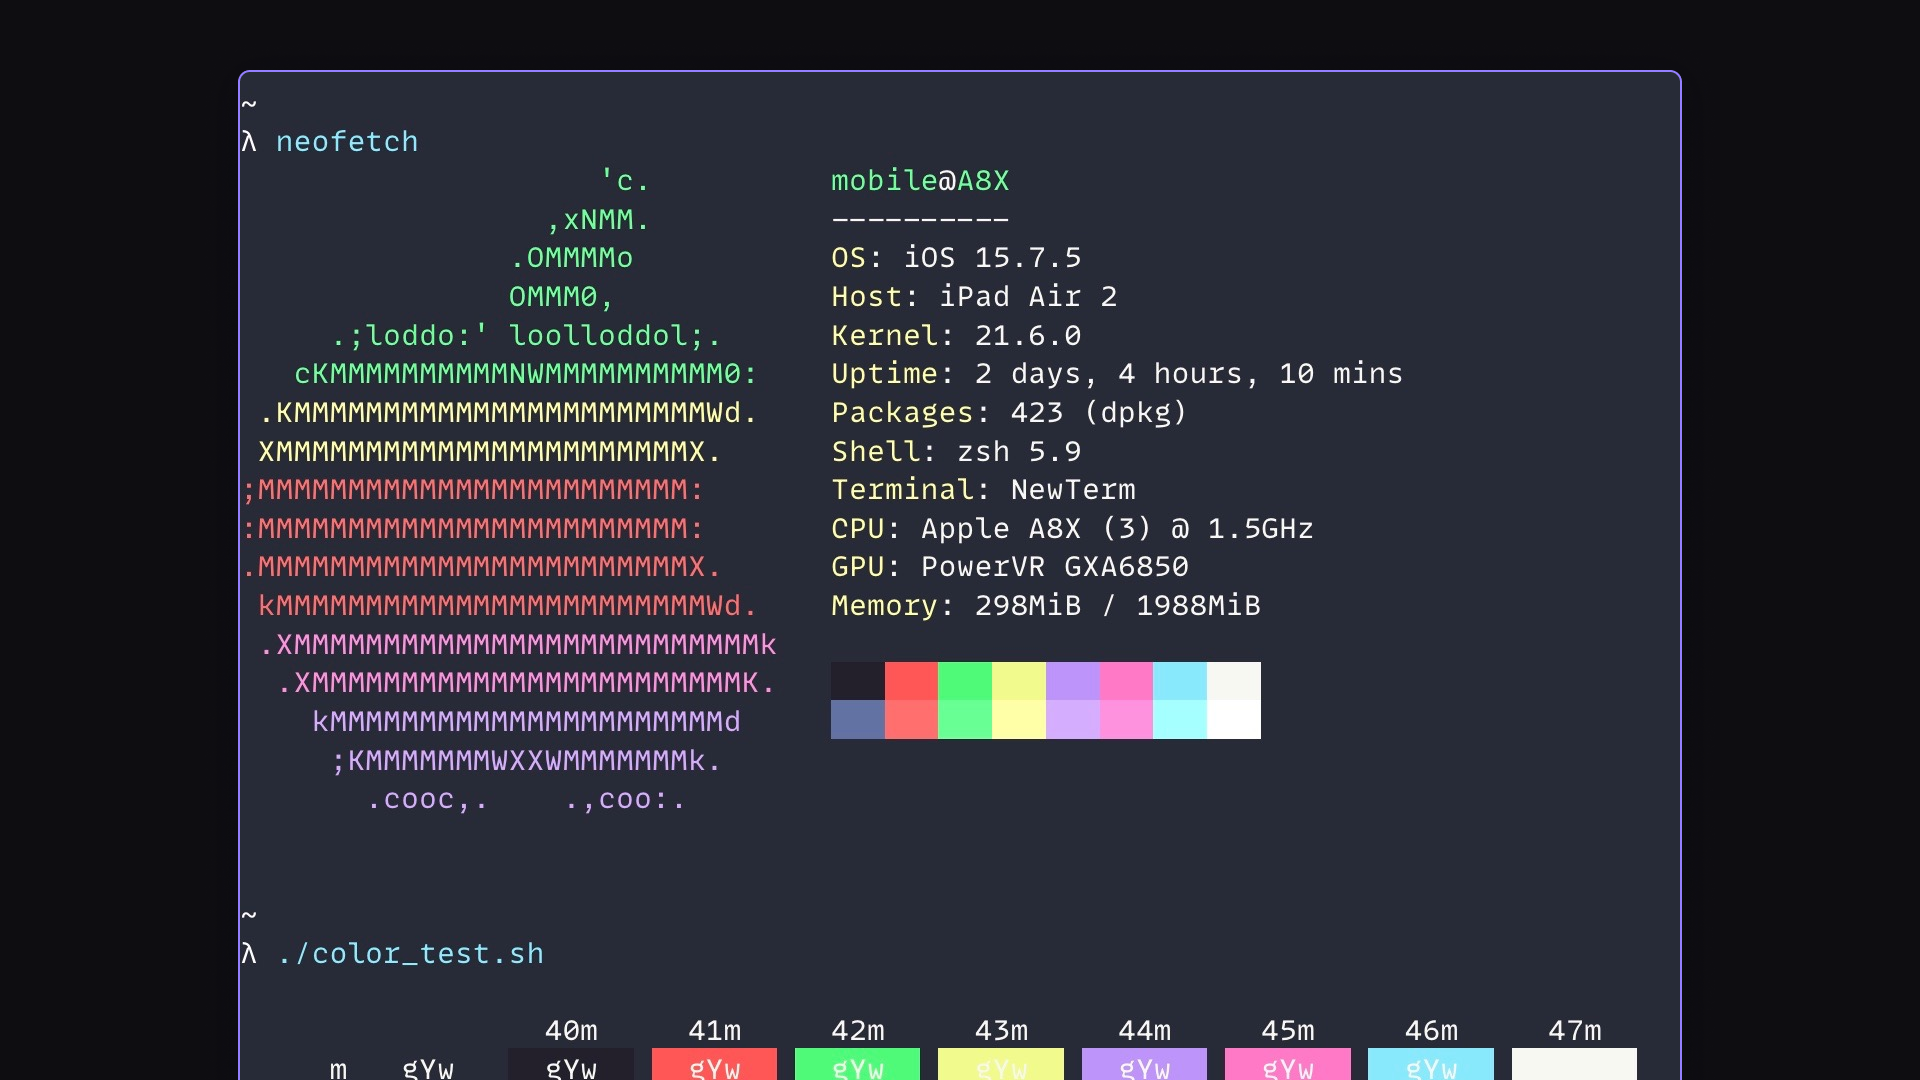 ~
λ neofetch
                    'c.          mobile@A8X
                 ,xNMM.          ----------
               .OMMMMo           OS: iOS 15.7.5
               OMMM0,            Host: iPad Air 2
     .;loddo:' loolloddol;.      Kernel: 21.6.0
   cKMMMMMMMMMMNWMMMMMMMMMM0:    Uptime: 2 days, 4 hours, 10 mins
 .KMMMMMMMMMMMMMMMMMMMMMMMWd.    Packages: 423 (dpkg)
 XMMMMMMMMMMMMMMMMMMMMMMMX.      Shell: zsh 5.9
;MMMMMMMMMMMMMMMMMMMMMMMM:       Terminal: NewTerm
:MMMMMMMMMMMMMMMMMMMMMMMM:       CPU: Apple A8X (3) @ 1.5GHz
.MMMMMMMMMMMMMMMMMMMMMMMMX.      GPU: PowerVR GXA6850
 kMMMMMMMMMMMMMMMMMMMMMMMMWd.    Memory: 298MiB / 1988MiB
 .XMMMMMMMMMMMMMMMMMMMMMMMMMMk
  .XMMMMMMMMMMMMMMMMMMMMMMMMK.
    kMMMMMMMMMMMMMMMMMMMMMMd
     ;KMMMMMMMWXXWMMMMMMMk.
       .cooc,.    .,coo:.
~
λ ./color_test.sh
40m 41m 42m 43m 44m 45m 46m 47m
m gYw gYw gYw gYw gYw gYw gYw gYw